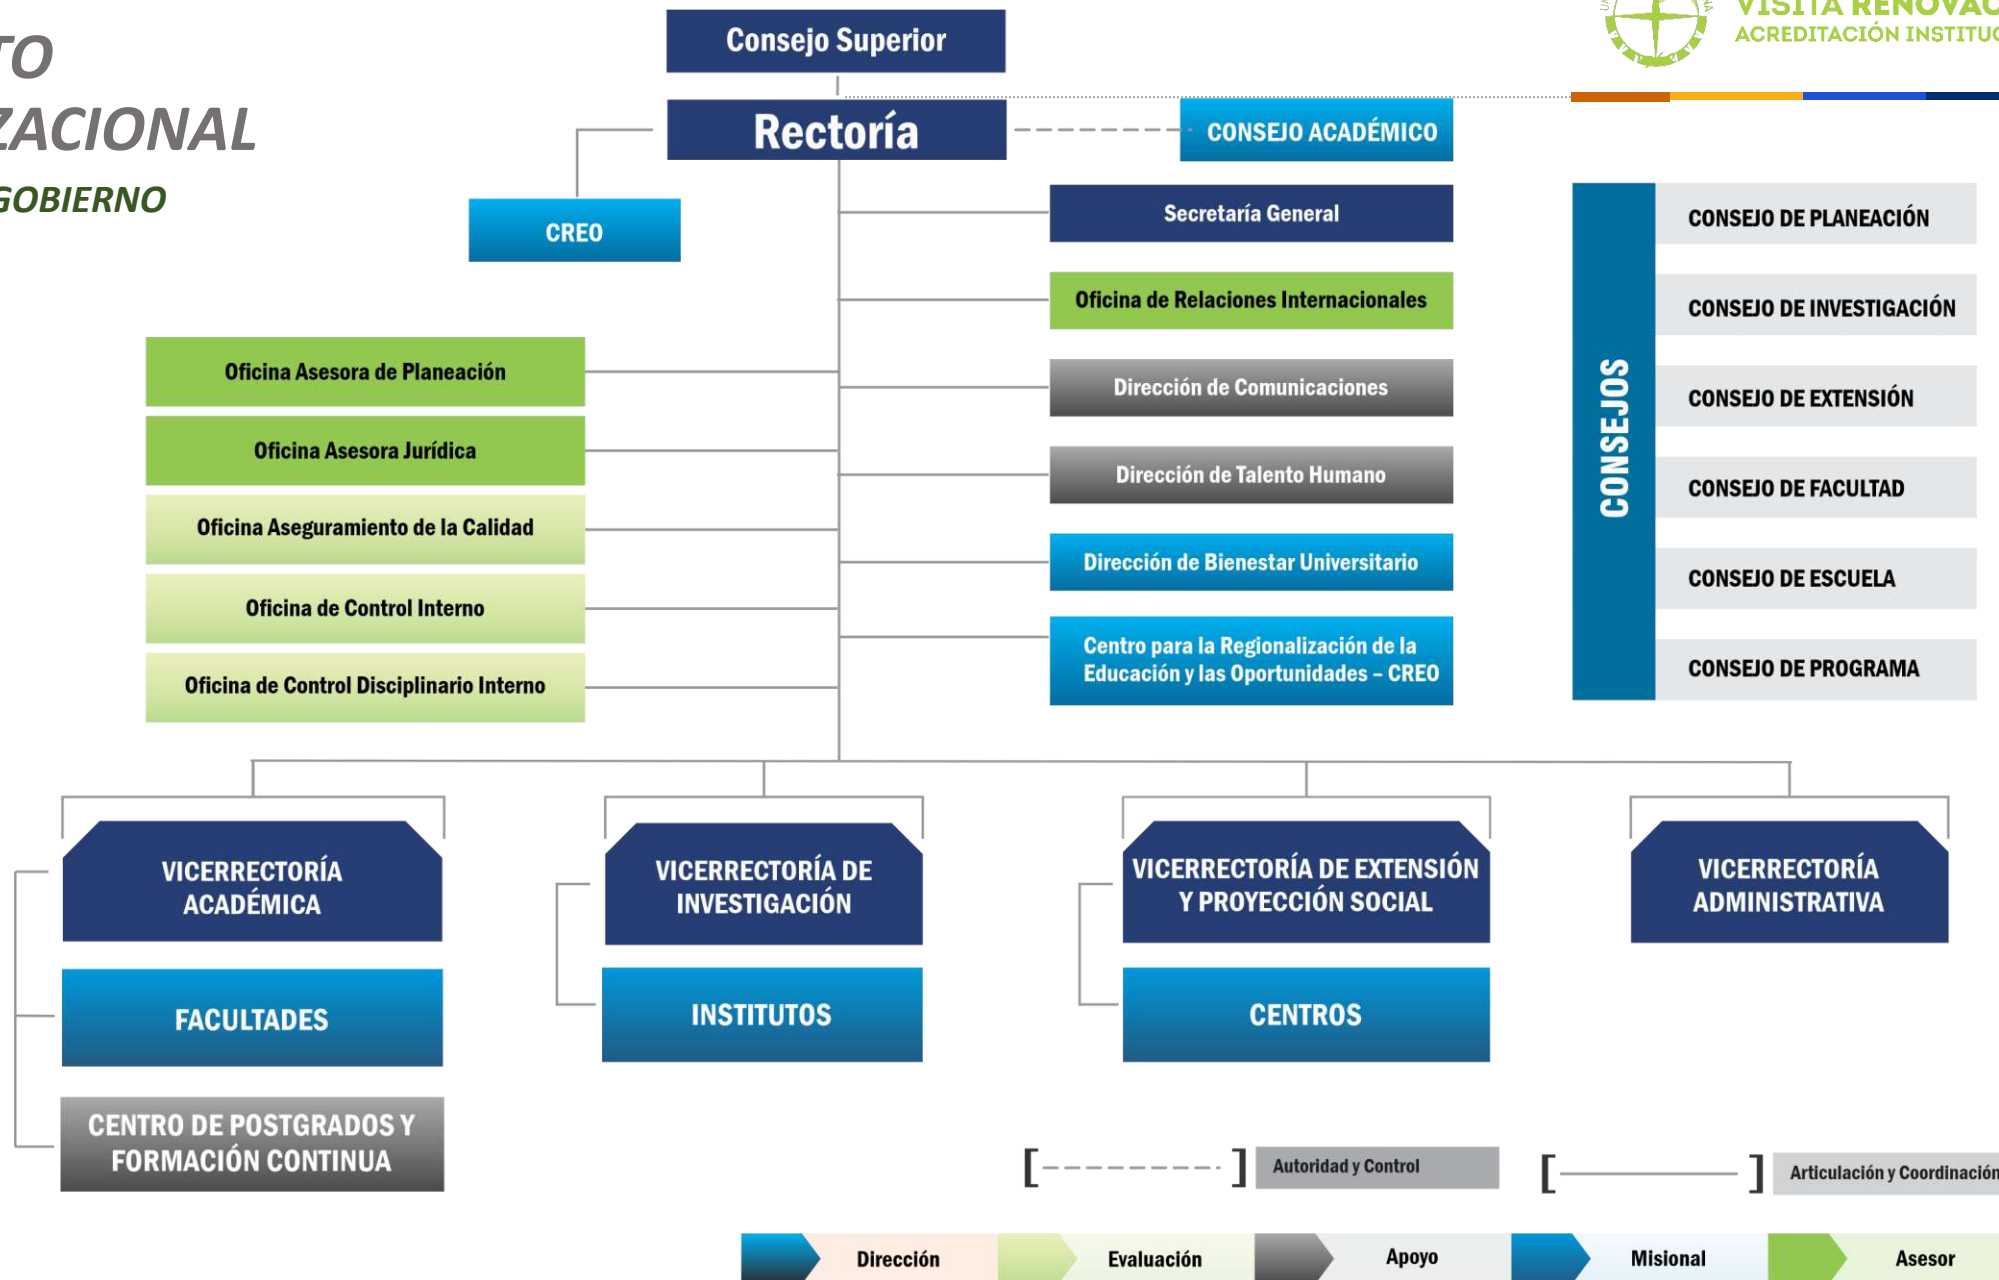 TO
ZACIONAL
GOBIERNO
VISITA RENOVAC
ACREDITACIÓN INSTITUC
Consejo Superior
Rectoría
CONSEJO ACADÉMICO
CREO
Secretaría General
Oficina de Relaciones Internacionales
Dirección de Comunicaciones
Dirección de Talento Humano
Dirección de Bienestar Universitario
Centro para la Regionalización de la
Educación y las Oportunidades – CREO
Oficina Asesora de Planeación
Oficina Asesora Jurídica
Oficina Aseguramiento de la Calidad
Oficina de Control Interno
Oficina de Control Disciplinario Interno
CONSEJOS
CONSEJO DE PLANEACIÓN
CONSEJO DE INVESTIGACIÓN
CONSEJO DE EXTENSIÓN
CONSEJO DE FACULTAD
CONSEJO DE ESCUELA
CONSEJO DE PROGRAMA
VICERRECTORÍA
ACADÉMICA
FACULTADES
CENTRO DE POSTGRADOS Y
FORMACIÓN CONTINUA
VICERRECTORÍA DE
INVESTIGACIÓN
INSTITUTOS
VICERRECTORÍA DE EXTENSIÓN
Y PROYECCIÓN SOCIAL
CENTROS
VICERRECTORÍA
ADMINISTRATIVA
Autoridad y Control
Articulación y Coordinación
Dirección
Evaluación
Apoyo
Misional
Asesor